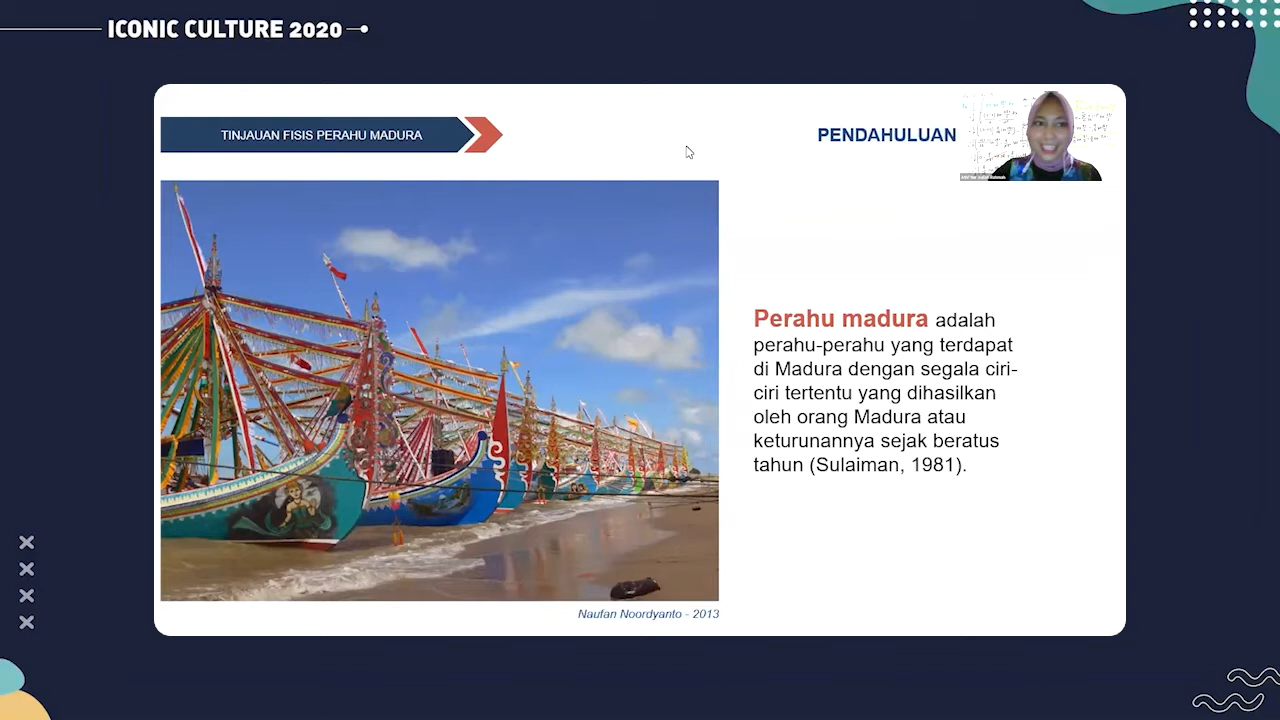 ICONIC CULTURE 2020
TINJAUAN FISIS PERAHU MADURA
PENDAHULUAN
Perahu madura adalah
perahu-perahu yang terdapat
di Madura dengan segala ciri-
ciri tertentu yang dihasilkan
oleh orang Madura atau
keturunannya sejak beratus
tahun (Sulaiman, 1981).
Naufan Noordyanto - 2013